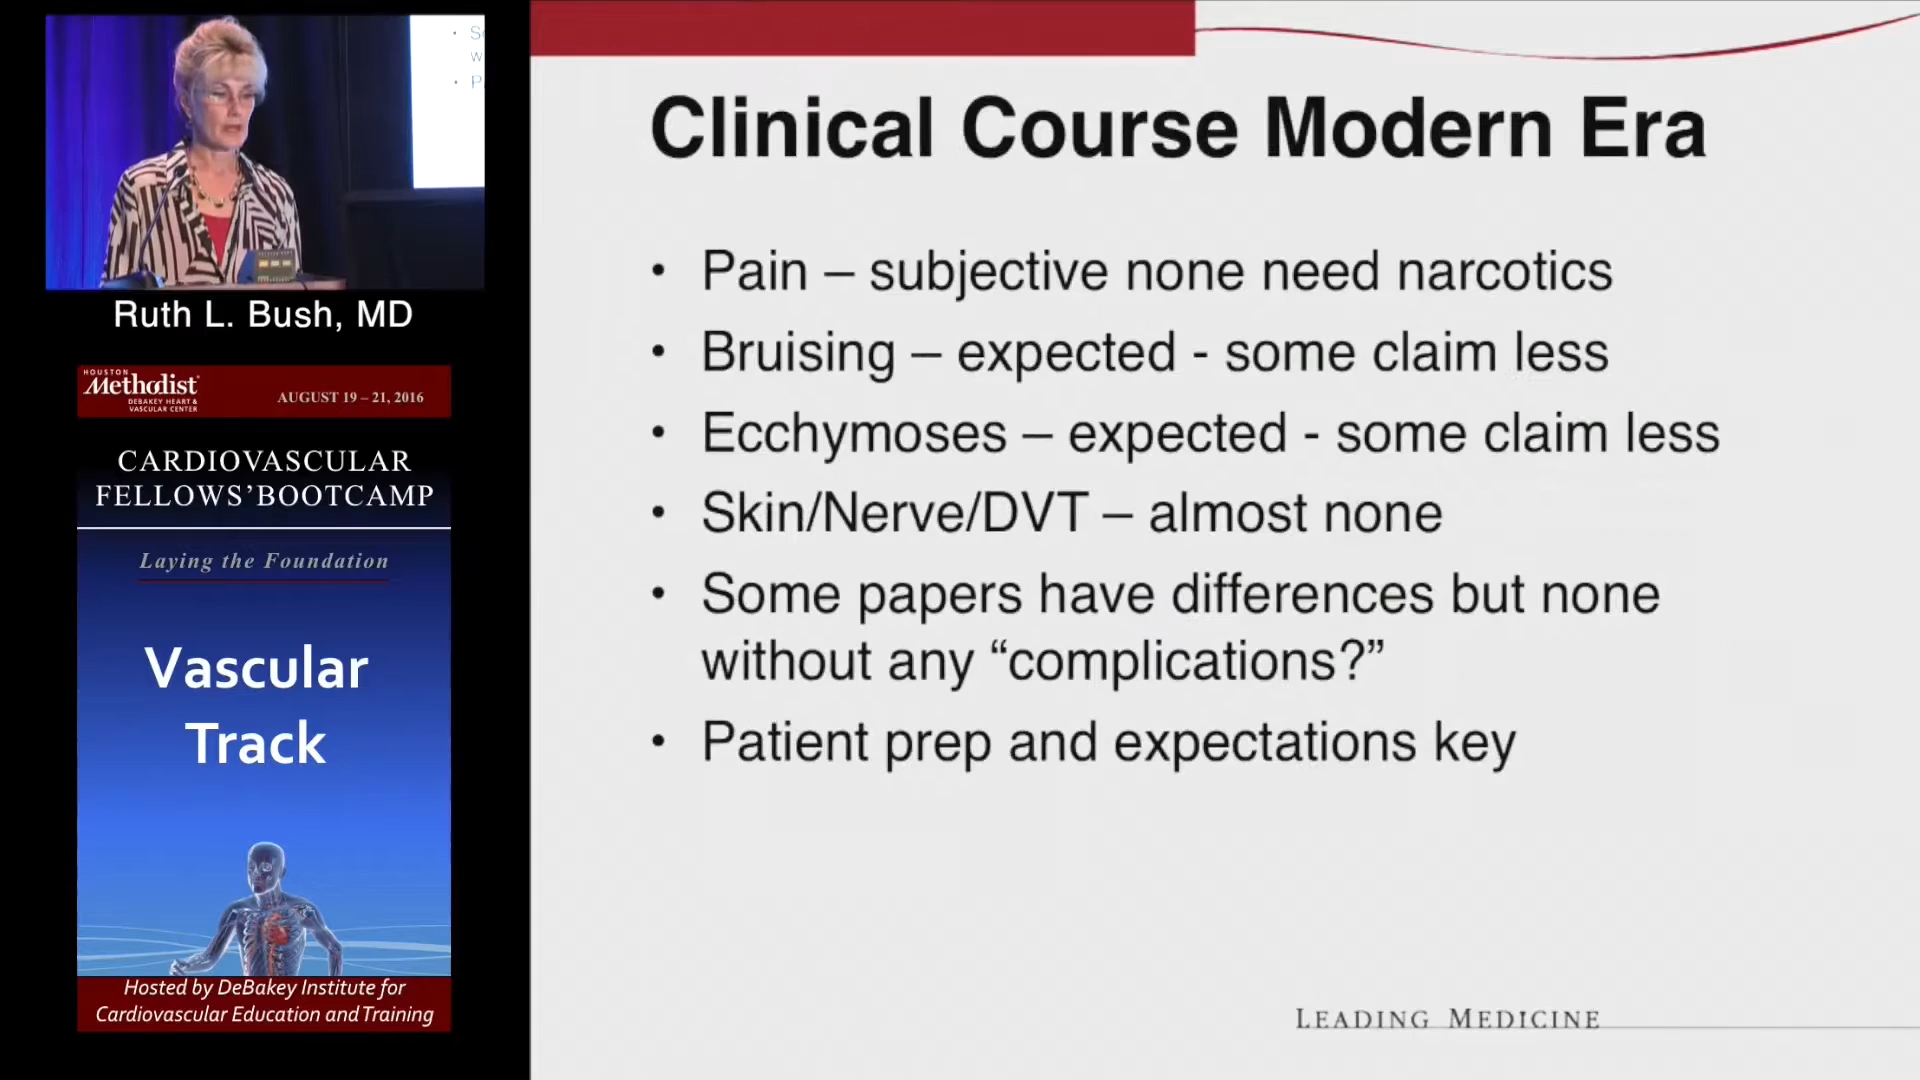 Ruth L. Bush, MD
HOUSTON
Methodist
DEBAKEY HEART &
VASCULAR CENTER
AUGUST 19 – 21, 2016
CARDIOVASCULAR
FELLOWS’BOOTCAMP
Laying the Foundation
Vascular
Track
Hosted by DeBakey Institute for
Cardiovascular Education and Training
Clinical Course Modern Era
• Pain – subjective none need narcotics
• Bruising – expected - some claim less
• Ecchymoses – expected - some claim less
• Skin/Nerve/DVT – almost none
• Some papers have differences but none
without any “complications?”
• Patient prep and expectations key
LEADING MEDICINE